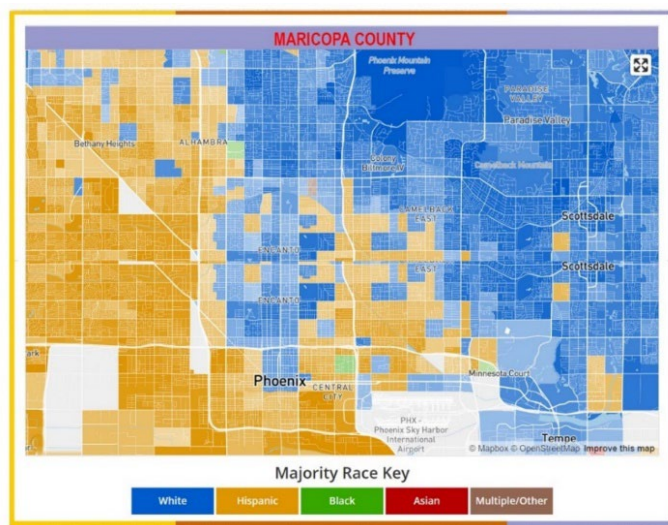 MARICOPA COUNTY
Phoenix Mountain
Preserve
PARADISE
VALLEY
Paradise Valley
Bethany Heights
ALHAMBRA
Colony
Biltmore IV
Camelback Mountain
CAMELBACK
EAST
Scottsdale
ENCANTO
EAST
Scottsdale
ENCANTO
Park
Phoenix
CENTRAL
CITY
Minnesota Court
PHX -
Phoenix Sky Harbor
International
Airport
Tempe
© Mapbox © OpenStreetMap Improve this map
Majority Race Key
White
Hispanic
Black
Asian
Multiple/Other